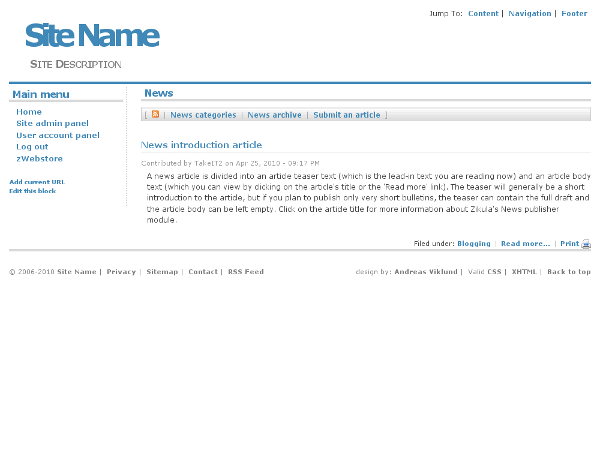 Jump To: Content | Navigation | Footer
Site Name
SITE DESCRIPTION
Main menu
Home
Site admin panel
User account panel
Log out
zWebstore
Add current URL
Edit this block
News
[ | News categories | News archive | Submit an article ]
News introduction article
Contributed by TakeIT2 on Apr 25, 2010 - 09:17 PM
A news article is divided into an article teaser text (which is the lead-in text you are reading now) and an article body
text (which you can view by clicking on the article's title or the 'Read more' link). The teaser will generally be a short
introduction to the article, but if you plan to publish only very short bulletins, the teaser can contain the full draft and
the article body can be left empty. Click on the article title for more information about Zikula's News publisher
module.
Filed under: Blogging | Read more... | Print
© 2006-2010 Site Name | Privacy | Sitemap | Contact | RSS Feed
design by: Andreas Viklund | Valid CSS | XHTML | Back to top